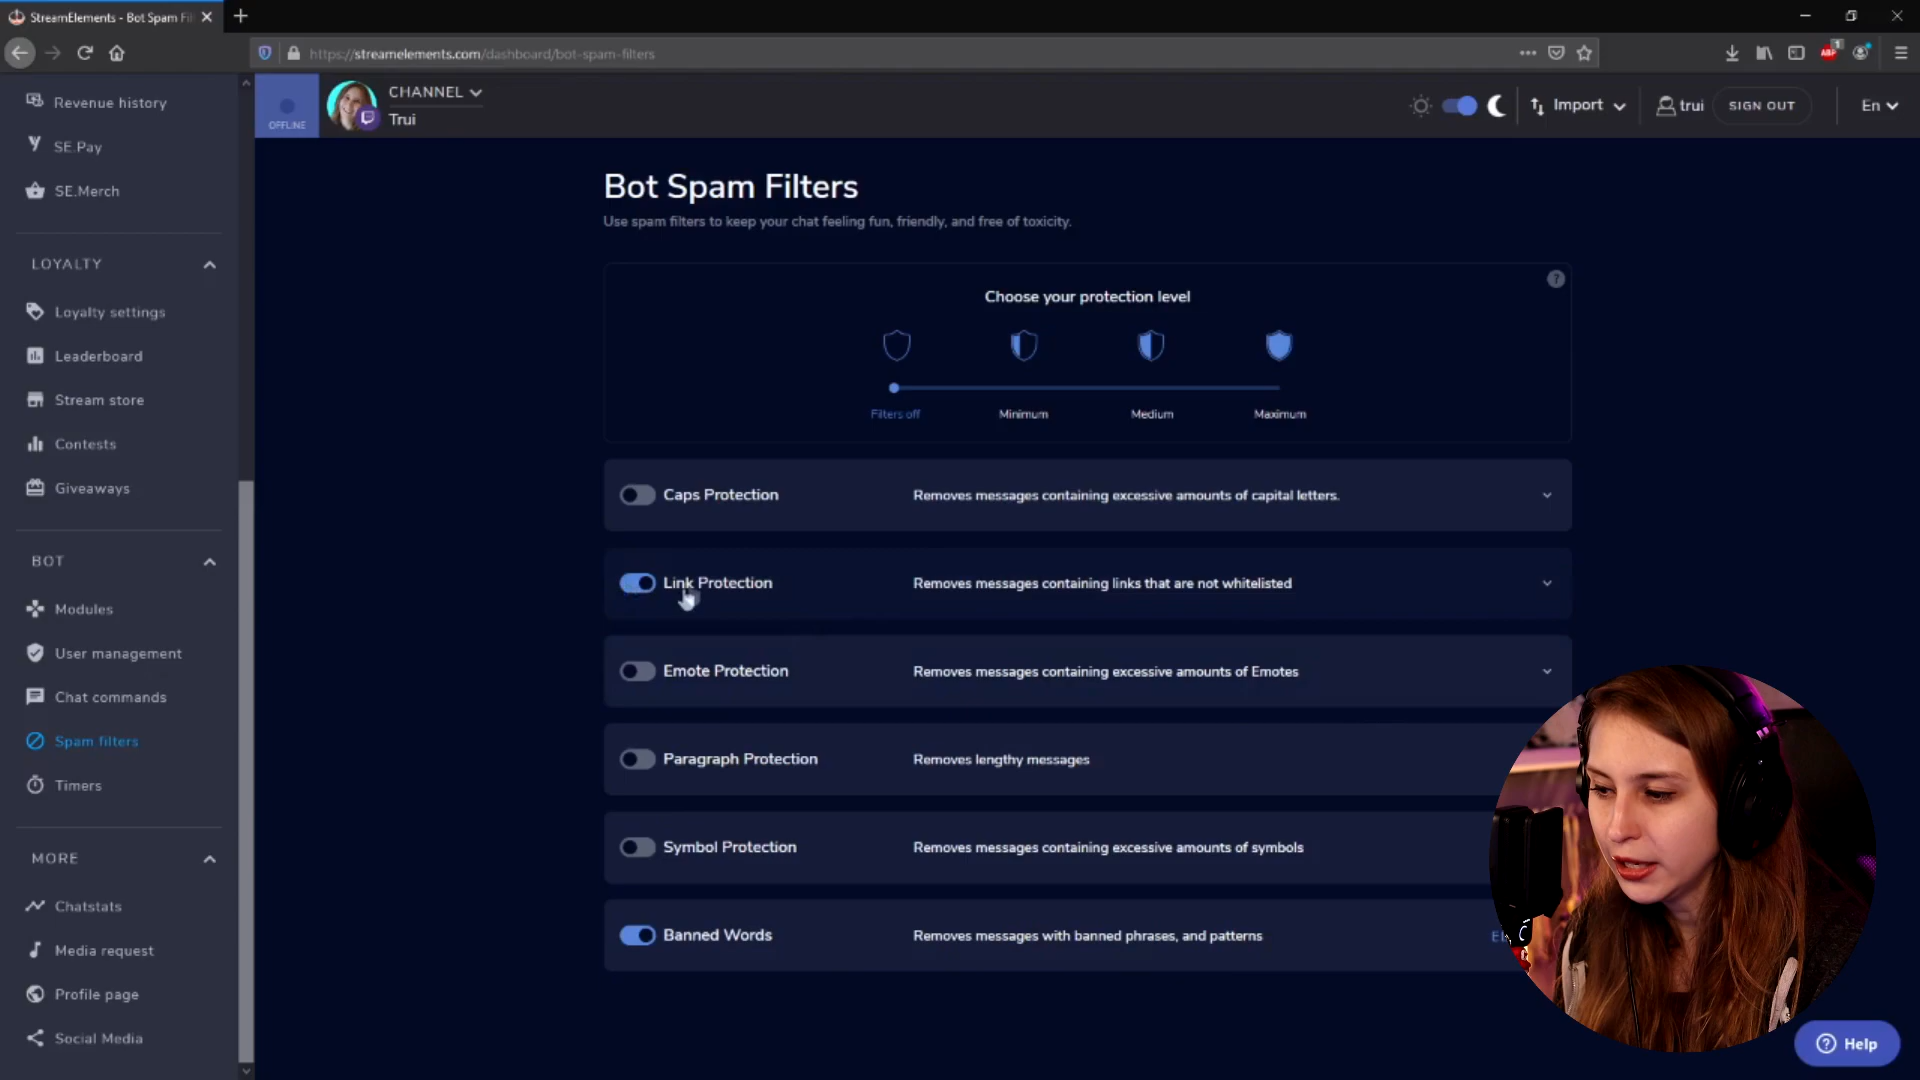 StreamElements - Bot Spam Fil
https://streamelements.com/dashboard/bot-spam-filters
ABP
1
Revenue history
SE.Pay
SE.Merch
LOYALTY
Loyalty settings
Leaderboard
Stream store
Contests
Giveaways
BOT
Modules
User management
Chat commands
Spam filters
Timers
MORE
Chatstats
Media request
Profile page
Social Media
OFFLINE
CHANNEL
Trui
Import
trui
SIGN OUT
En
Bot Spam Filters
Use spam filters to keep your chat feeling fun, friendly, and free of toxicity.
Choose your protection level
?
Filters off
Minimum
Medium
Maximum
Caps Protection
Removes messages containing excessive amounts of capital letters.
Link Protection
Removes messages containing links that are not whitelisted
Emote Protection
Removes messages containing excessive amounts of Emotes
Paragraph Protection
Removes lengthy messages
Symbol Protection
Removes messages containing excessive amounts of symbols
Banned Words
Removes messages with banned phrases, and patterns
? Help